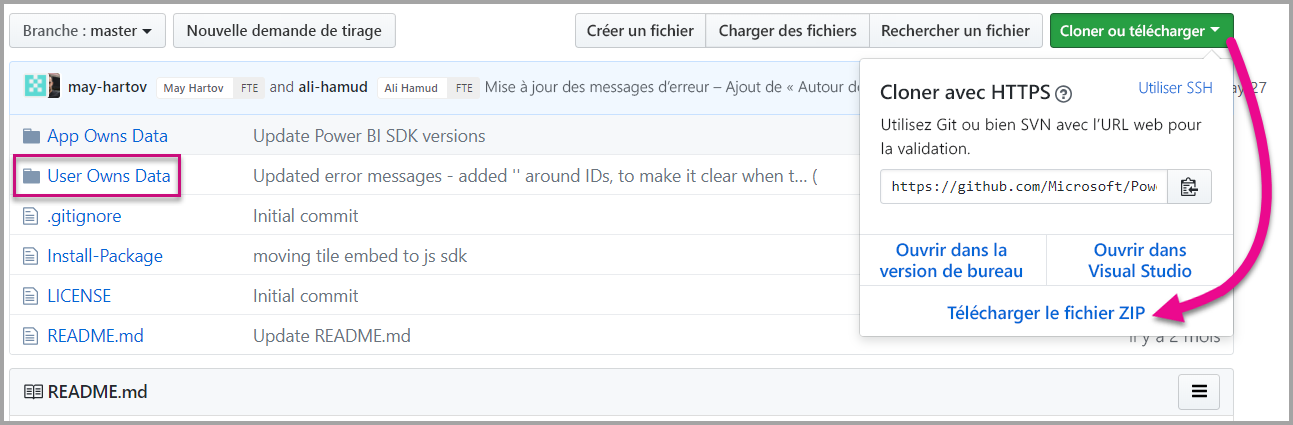 Branche : master
Nouvelle demande de tirage
Créer un fichier
Charger des fichiers
Rechercher un fichier
Cloner ou télécharger
may-hartov May Hartov FTE and ali-hamud Ali Hamud FTE Mise à jour des messages d'erreur – Ajout de « Autour de
27
Cloner avec HTTPS ?
Utiliser SSH
Utilisez Git ou bien SVN avec l'URL web pour
la validation.
https://github.com/Microsoft/Pow
Ouvrir dans la
version de bureau
Ouvrir dans
Visual Studio
Télécharger le fichier ZIP
App Owns Data Update Power BI SDK versions
User Owns Data Updated error messages - added '' around IDs, to make it clear when t… (
.gitignore Initial commit
Install-Package moving tile embed to js sdk
LICENSE Initial commit
README.md Update README.md il y a 2 mois
README.md